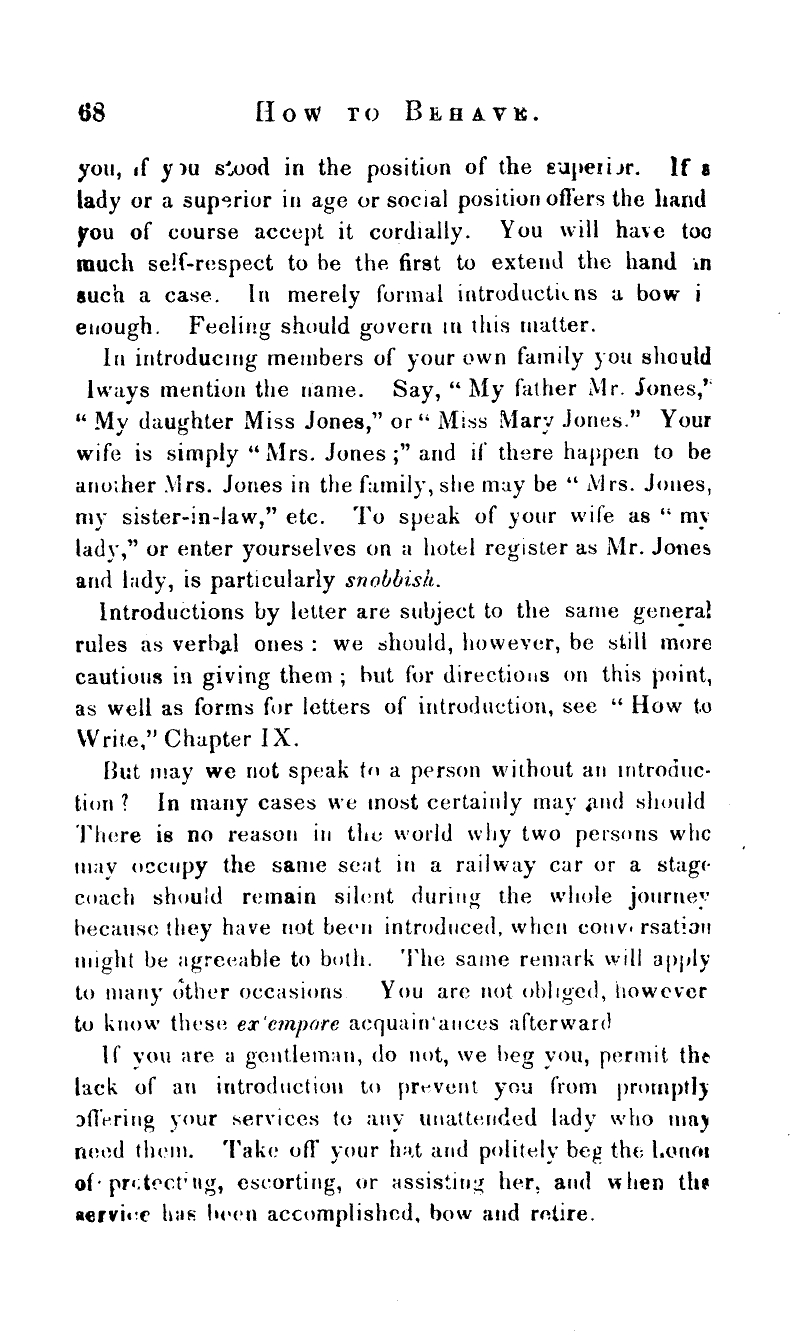 68 How to Behave.
you, if you stood in the position of the superior. If a
lady or a superior in age or social position offers the hand
you of course accept it cordially. You will have too
much self-respect to be the first to extend the hand in
such a case. In merely formal introductions a bow i
enough. Feeling should govern in this matter.
In introducing members of your own family you should
lways mention the name. Say, “ My father Mr. Jones,”
“ My daughter Miss Jones,” or “ Miss Mary Jones.” Your
wife is simply “ Mrs. Jones ;” and if there happen to be
another Mrs. Jones in the family, she may be “ Mrs. Jones,
my sister-in-law,” etc. To speak of your wife as “ my
lady,” or enter yourselves on a hotel register as Mr. Jones
and lady, is particularly snobbish.
Introductions by letter are subject to the same general
rules as verbal ones : we should, however, be still more
cautious in giving them ; but for directions on this point,
as well as forms for letters of introduction, see “ How to
Write,” Chapter IX.
But may we not speak to a person without an introduc-
tion ? In many cases we most certainly may and should
There is no reason in the world why two persons who
may occupy the same seat in a railway car or a stage
coach should remain silent during the whole journey
because they have not been introduced, when conversation
might be agreeable to both. The same remark will apply
to many other occasions You are not obliged, however
to know these ex'empore acquain'ances afterward
If you are a gentleman, do not, we beg you, permit the
lack of an introduction to prevent you from promptly
offering your services to any unattended lady who may
need them. Take off your hat and politely beg the honor
of protecting, escorting, or assisting her, and when the
service has been accomplished, bow and retire.